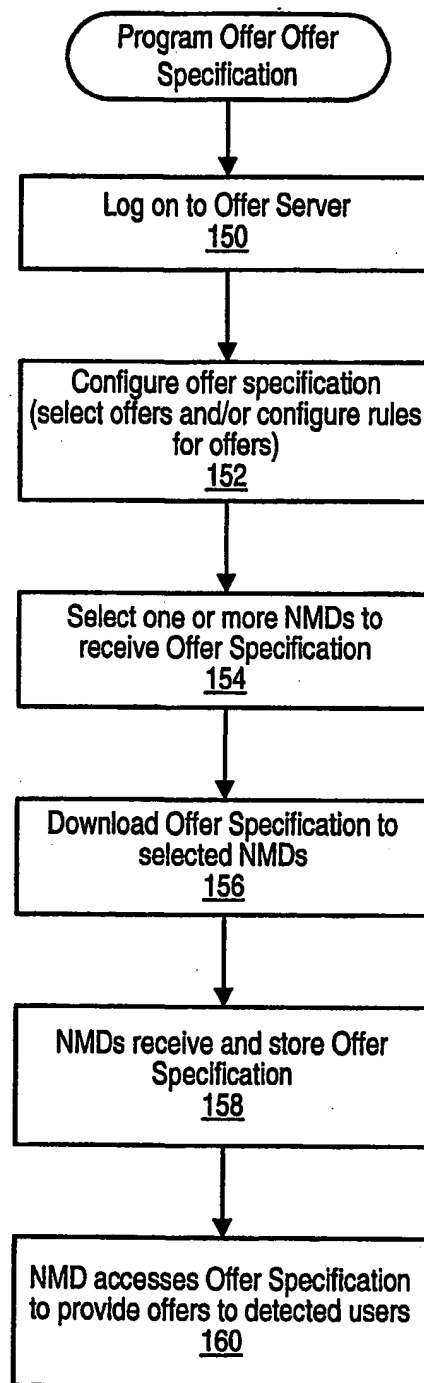 Program Offer Offer
Specification
Log on to Offer Server
150
Configure offer specification
(select offers and/or configure rules
for offers)
152
Select one or more NMDs to
receive Offer Specification
154
Download Offer Specification to
selected NMDs
156
NMDs receive and store Offer
Specification
158
NMD accesses Offer Specification
to provide offers to detected users
160